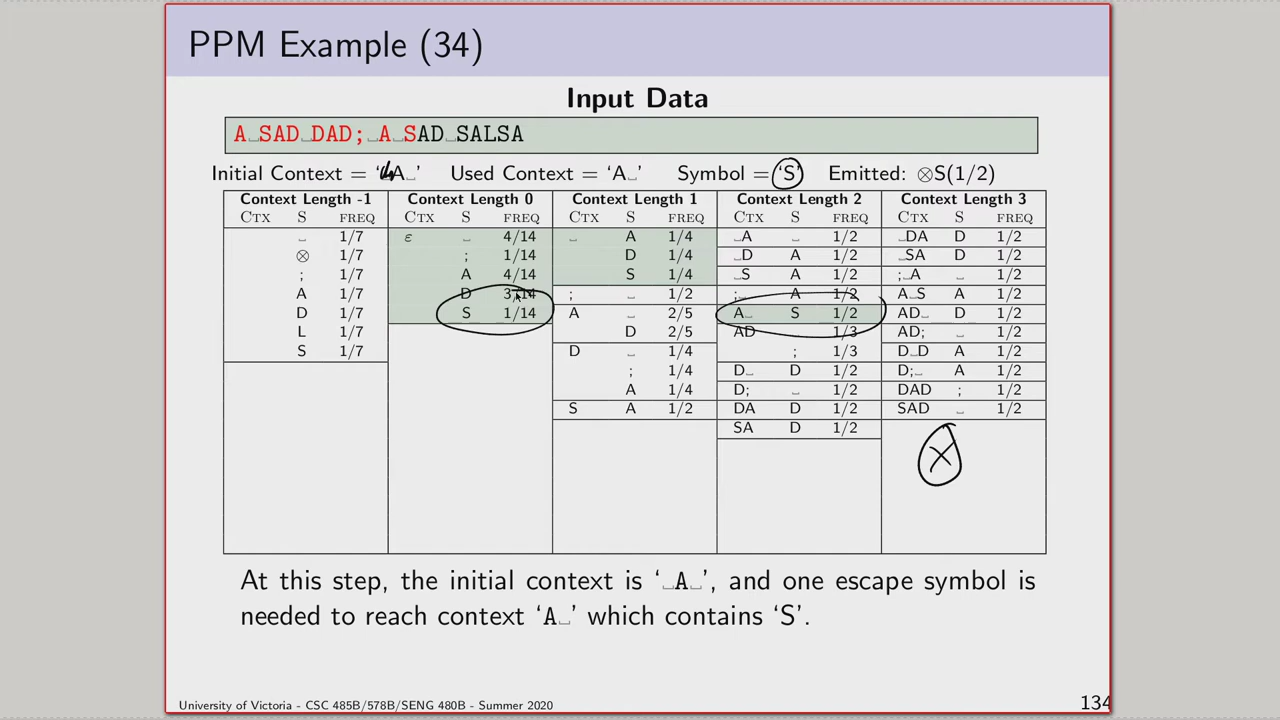 PPM Example (34)
Input Data
A␣SAD␣DAD;␣A␣SAD␣SALSA
Initial Context = ‘␣A␣’ Used Context = ‘A␣’ Symbol = ‘S’ Emitted: ⊗S(1/2)
Context Length -1 Context Length 0 Context Length 1 Context Length 2 Context Length 3
CTX S FREQ CTX S FREQ CTX S FREQ CTX S FREQ
␣ 1/7 ε ␣ 4/14 ␣ A 1/4 ␣A ␣ 1/2 ␣DA D 1/2
⊗ 1/7 ; 1/14 D 1/4 ␣D A 1/2 ␣SA D 1/2
; 1/7 A 4/14 S 1/4 ␣S A 1/2 ;␣A ␣ 1/2
A 1/7 D 3/14 ; ␣ 1/2 ;␣ A 1/2 A␣S A 1/2
D 1/7 S 1/14 A ␣ 2/5 A␣ S 1/2 AD␣ D 1/2
L 1/7 D 2/5 AD ␣ 1/3 AD; ␣ 1/2
S 1/7 D ␣ 1/4 ; 1/3 D␣D A 1/2
; 1/4 D␣ D 1/2 D;␣ A 1/2
A 1/4 D; ␣ 1/2 DAD ; 1/2
S A 1/2 DA D 1/2 SAD ␣ 1/2
SA D 1/2
At this step, the initial context is ‘␣A␣’, and one escape symbol is
needed to reach context ‘A␣’ which contains ‘S’.
University of Victoria - CSC 485B/578B/SENG 480B - Summer 2020
134